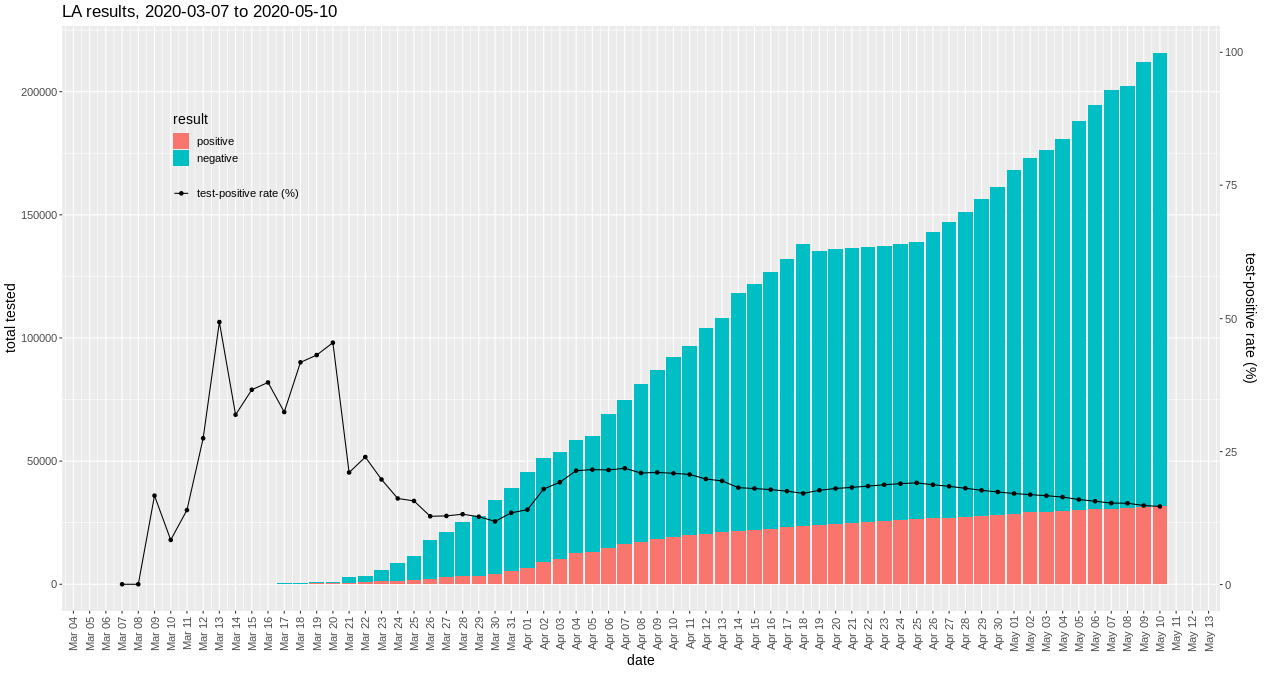 LA results, 2020-03-07 to 2020-05-10
total tested
200000
150000
100000
50000
0
result
positive
negative
test-positive rate (%)
100
75
50
25
0
test-positive rate (%)
Mar 04
Mar 05
Mar 06
Mar 07
Mar 08
Mar 09
Mar 10
Mar 11
Mar 12
Mar 13
Mar 14
Mar 15
Mar 16
Mar 17
Mar 18
Mar 19
Mar 20
Mar 21
Mar 22
Mar 23
Mar 24
Mar 25
Mar 26
Mar 27
Mar 28
Mar 29
Mar 30
Mar 31
Apr 01
Apr 02
Apr 03
Apr 04
Apr 05
Apr 06
Apr 07
Apr 08
Apr 09
Apr 10
Apr 11
Apr 12
Apr 13
Apr 14
Apr 15
Apr 16
Apr 17
Apr 18
Apr 19
Apr 20
Apr 21
Apr 22
Apr 23
Apr 24
Apr 25
Apr 26
Apr 27
Apr 28
Apr 29
Apr 30
May 01
May 02
May 03
May 04
May 05
May 06
May 07
May 08
May 09
May 10
May 11
May 12
May 13
date